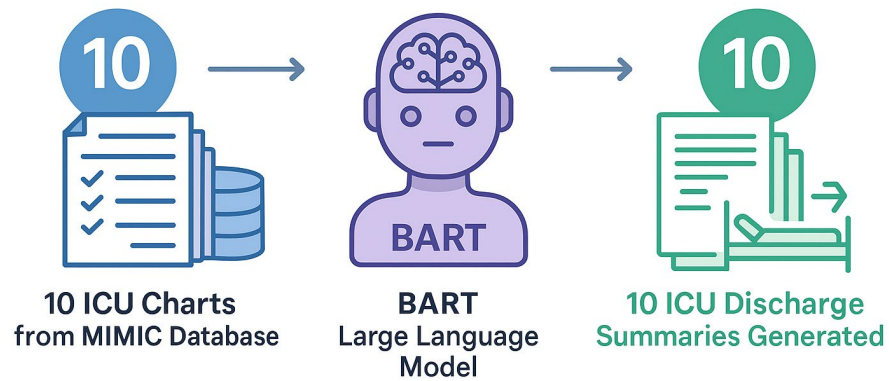 10
10
BART
10 ICU Charts
from MIMIC Database
BART
Large Language
Model
10 ICU Discharge
Summaries Generated